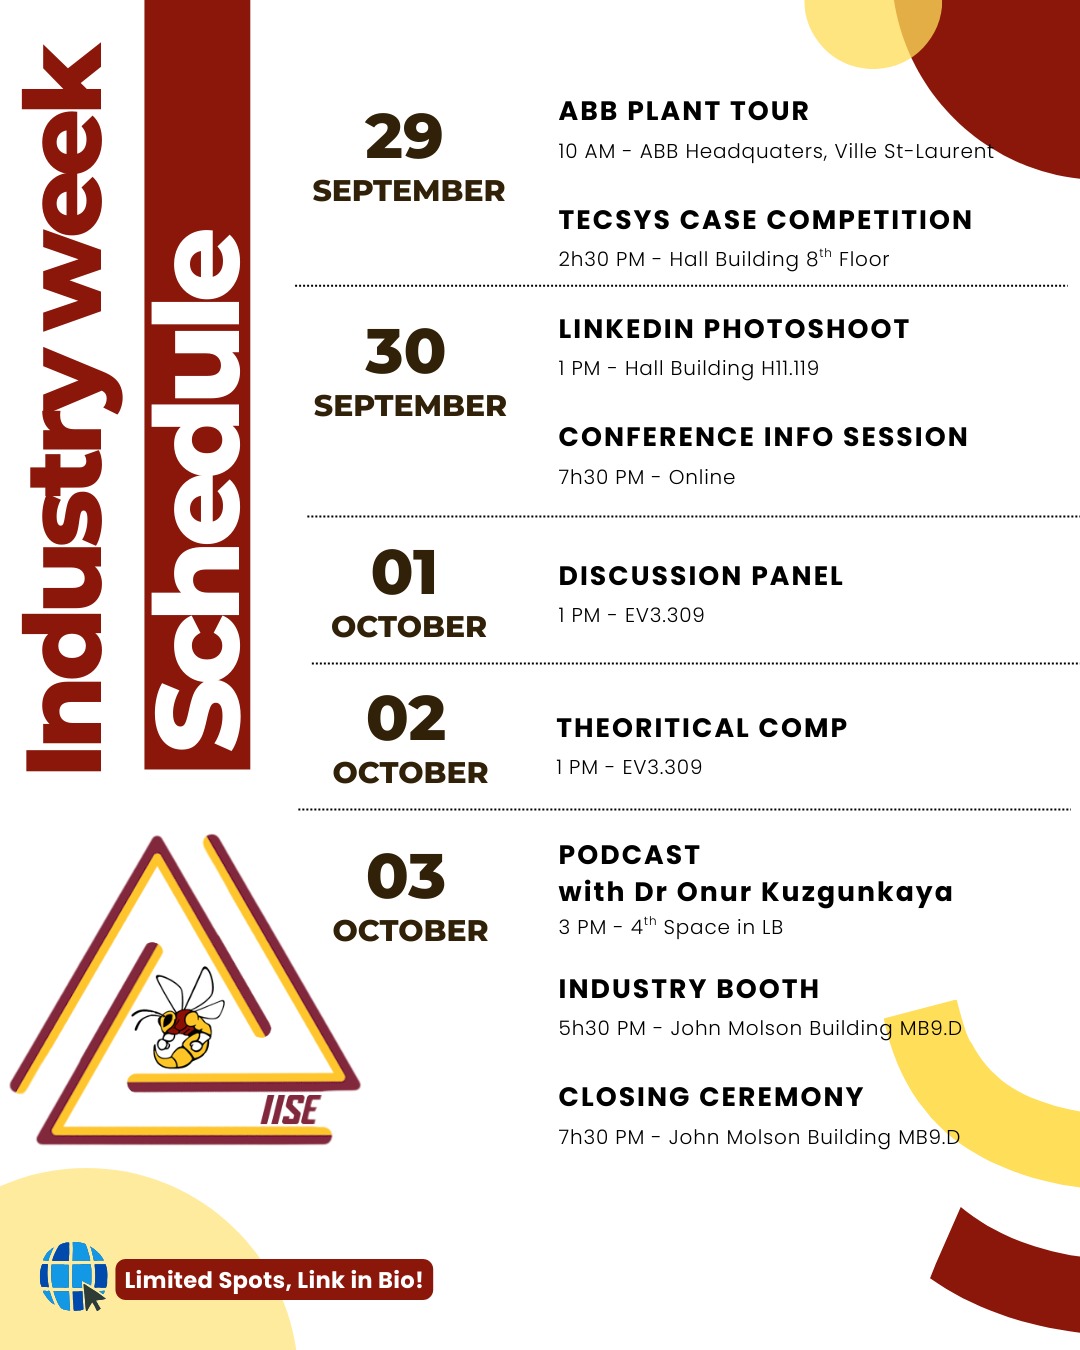 Industry week
Schedule
29
SEPTEMBER
ABB PLANT TOUR
10 AM - ABB Headquaters, Ville St-Laurent
TECSYS CASE COMPETITION
2h30 PM - Hall Building 8th Floor
30
SEPTEMBER
LINKEDIN PHOTOSHOOT
1 PM - Hall Building H11.119
CONFERENCE INFO SESSION
7h30 PM - Online
01
OCTOBER
DISCUSSION PANEL
1 PM - EV3.309
02
OCTOBER
THEORITICAL COMP
1 PM - EV3.309
03
OCTOBER
PODCAST
with Dr Onur Kuzgunkaya
3 PM - 4th Space in LB
INDUSTRY BOOTH
5h30 PM - John Molson Building MB9.D
CLOSING CEREMONY
7h30 PM - John Molson Building MB9.D
IISE
Limited Spots, Link in Bio!